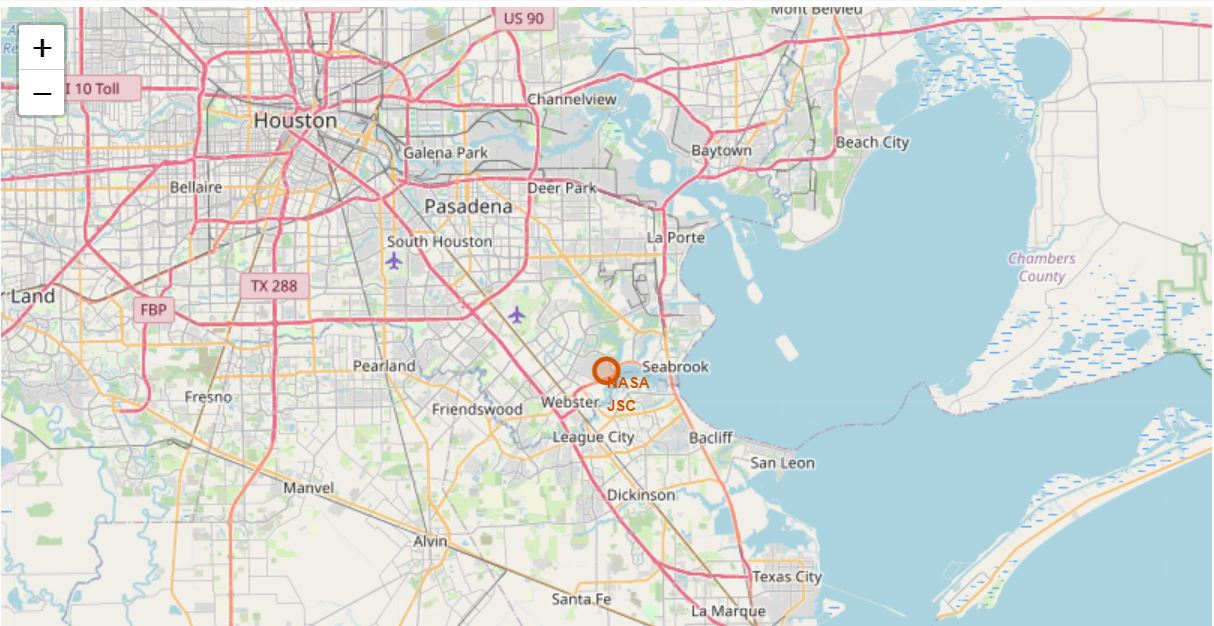 Mont Belvieu
US 90
+
−
I 10 Toll
Channelview
Houston
Beach City
Galena Park
Baytown
Bellaire
Deer Park
Pasadena
La Porte
South Houston
Chambers
County
TX 288
r Land
FBP
Pearland
Seabrook
NASA
JSC
Fresno
Webster
Friendswood
League City
Bacliff
San Leon
Manvel
Dickinson
Alvin
Texas City
Santa Fe
La Marque